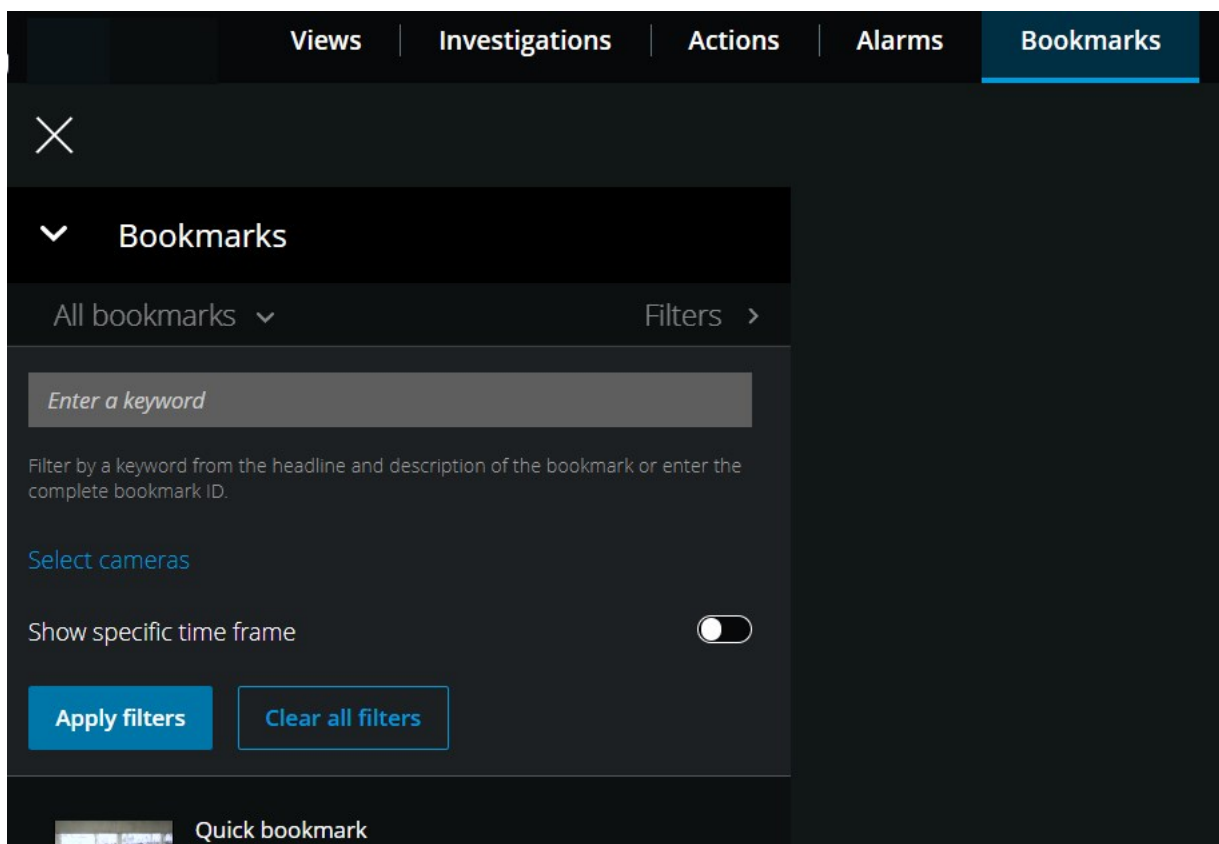 Views Investigations Actions Alarms Bookmarks
Bookmarks
All bookmarks Filters
Enter a keyword
Filter by a keyword from the headline and description of the bookmark or enter the
complete bookmark ID.
Select cameras
Show specific time frame
Apply filters Clear all filters
Quick bookmark